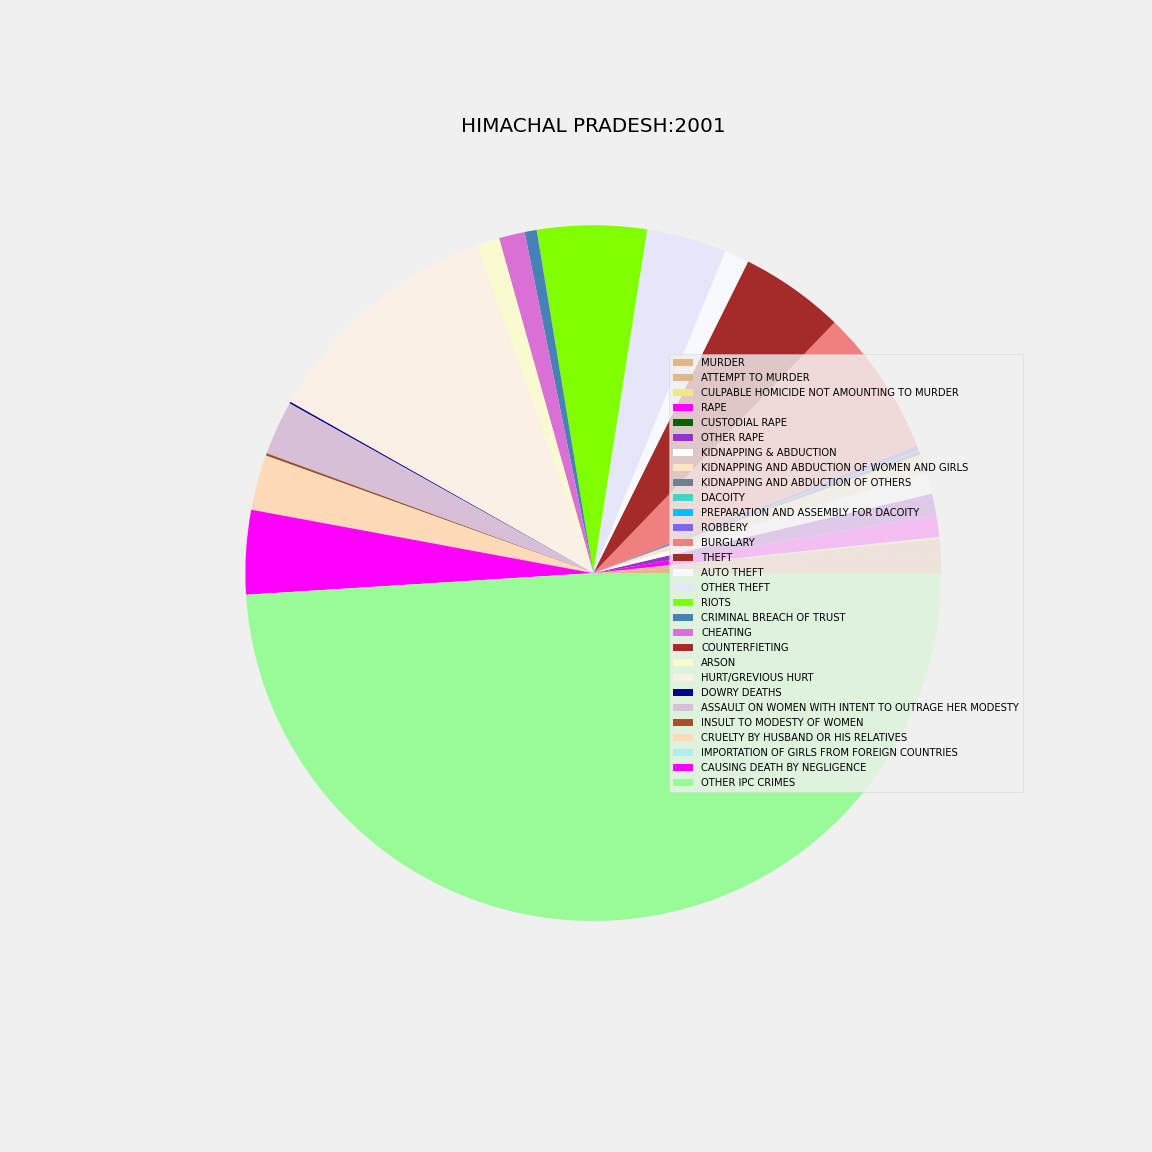 HIMACHAL PRADESH:2001
MURDER
ATTEMPT TO MURDER
CULPABLE HOMICIDE NOT AMOUNTING TO MURDER
RAPE
CUSTODIAL RAPE
OTHER RAPE
KIDNAPPING & ABDUCTION
KIDNAPPING AND ABDUCTION OF WOMEN AND GIRLS
KIDNAPPING AND ABDUCTION OF OTHERS
DACOITY
PREPARATION AND ASSEMBLY FOR DACOITY
ROBBERY
BURGLARY
THEFT
AUTO THEFT
OTHER THEFT
RIOTS
CRIMINAL BREACH OF TRUST
CHEATING
COUNTERFIETING
ARSON
HURT/GREVIOUS HURT
DOWRY DEATHS
ASSAULT ON WOMEN WITH INTENT TO OUTRAGE HER MODESTY
INSULT TO MODESTY OF WOMEN
CRUELTY BY HUSBAND OR HIS RELATIVES
IMPORTATION OF GIRLS FROM FOREIGN COUNTRIES
CAUSING DEATH BY NEGLIGENCE
OTHER IPC CRIMES